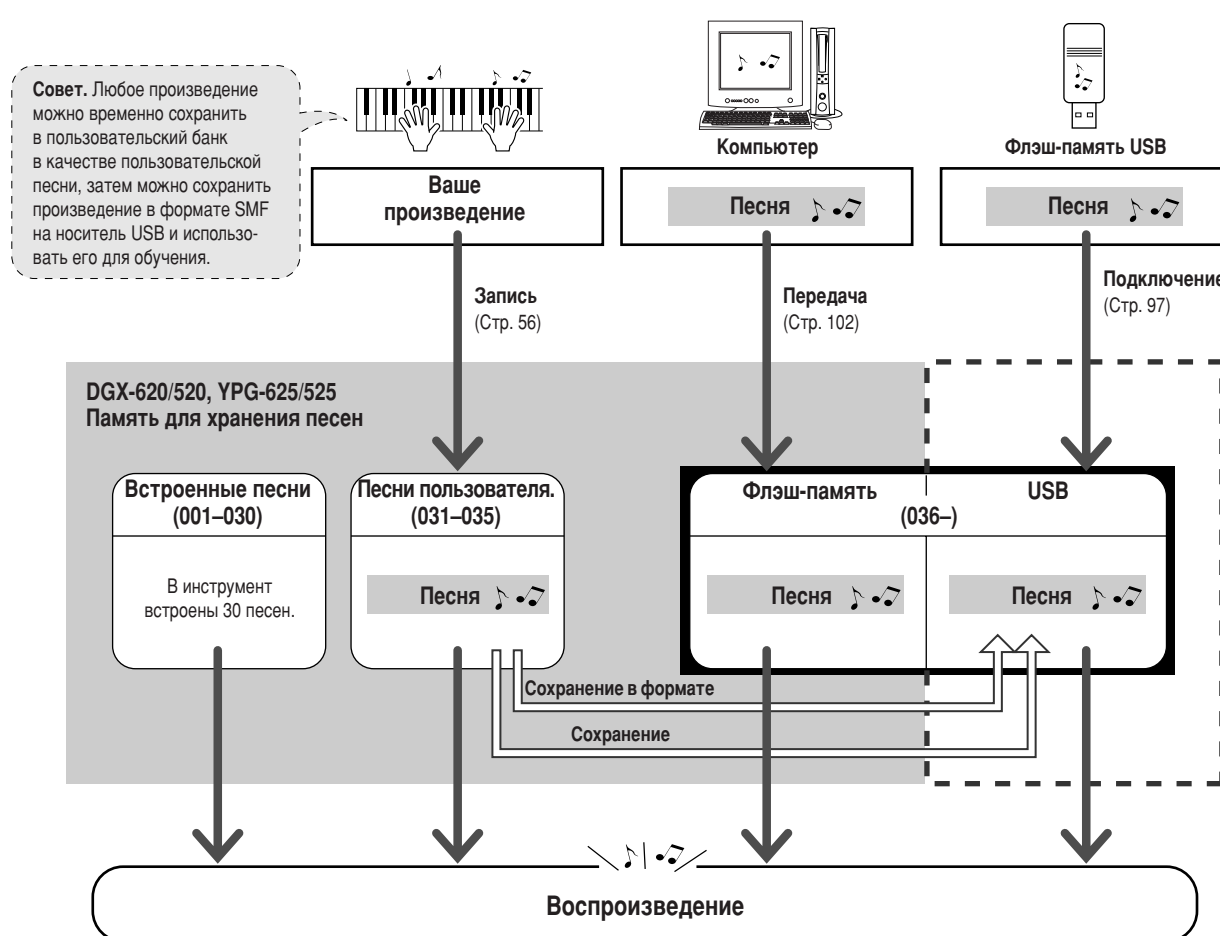 Совет. Любое произведение
можно временно сохранить
в пользовательский банк
в качестве пользовательской
песни, затем можно сохранить
произведение в формате SMF
на носитель USB и использо-
вать его для обучения.
Компьютер
Флэш-память USB
Ваше
произведение
Песня
Песня
Запись
(Стр. 56)
Передача
(Стр. 102)
Подключение
(Стр. 97)
DGX-620/520, YPG-625/525
Память для хранения песен
Встроенные песни
(001–030)
В инструмент
встроены 30 песен.
Песни пользователя.
(031–035)
Песня
Флэш-память
USB
(036–)
Песня
Песня
Сохранение в формате
Сохранение
Воспроизведение